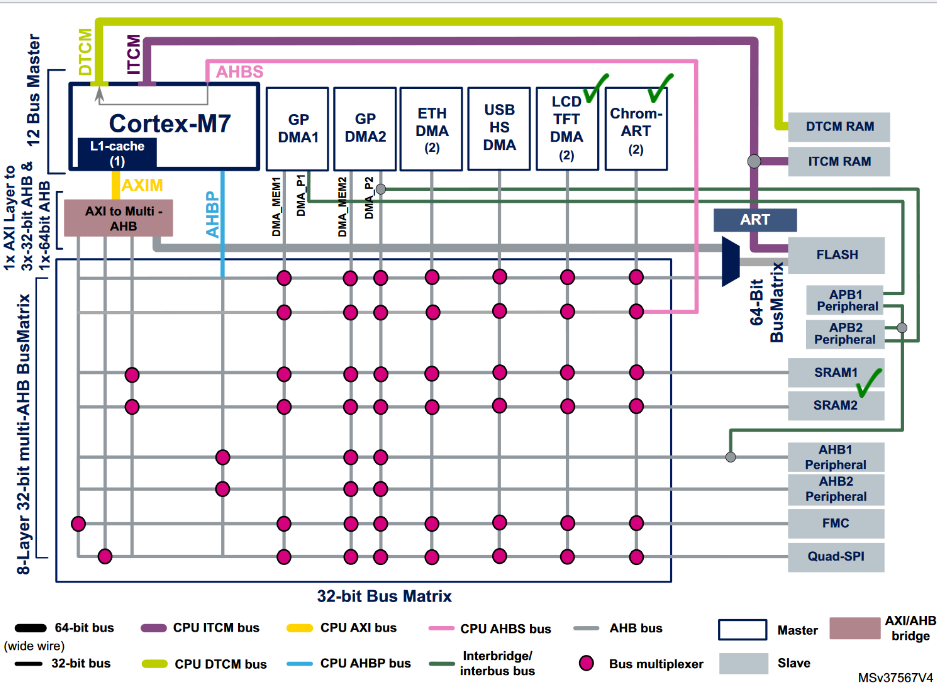 DTCM
ITCM
AHBS
12 Bus Master
Cortex-M7
L1-cache
(1)
GP
DMA1
GP
DMA2
ETH
DMA
(2)
USB
HS
DMA
LCD
TFT
DMA
(2)
Chrom-
ART
(2)
DTCM RAM
ITCM RAM
1x AXI Layer to
3x-32-bit AHB &
1x-64bit AHB
AXIM
AXI to Multi -
AHB
AHBP
DMA_MEM1
DMA_P1
DMA_MEM2
DMA_P2
ART
FLASH
64-Bit
BusMatrix
APB1
Peripheral
APB2
Peripheral
8-Layer 32-bit multi-AHB BusMatrix
SRAM1
SRAM2
AHB1
Peripheral
AHB2
Peripheral
FMC
Quad-SPI
32-bit Bus Matrix
64-bit bus
(wide wire)
CPU ITCM bus
CPU AXI bus
CPU AHBS bus
AHB bus
Master
AXI/AHB
bridge
32-bit bus
CPU DTCM bus
CPU AHBP bus
Interbridge/
interbus bus
Bus multiplexer
Slave
MSv37567V4